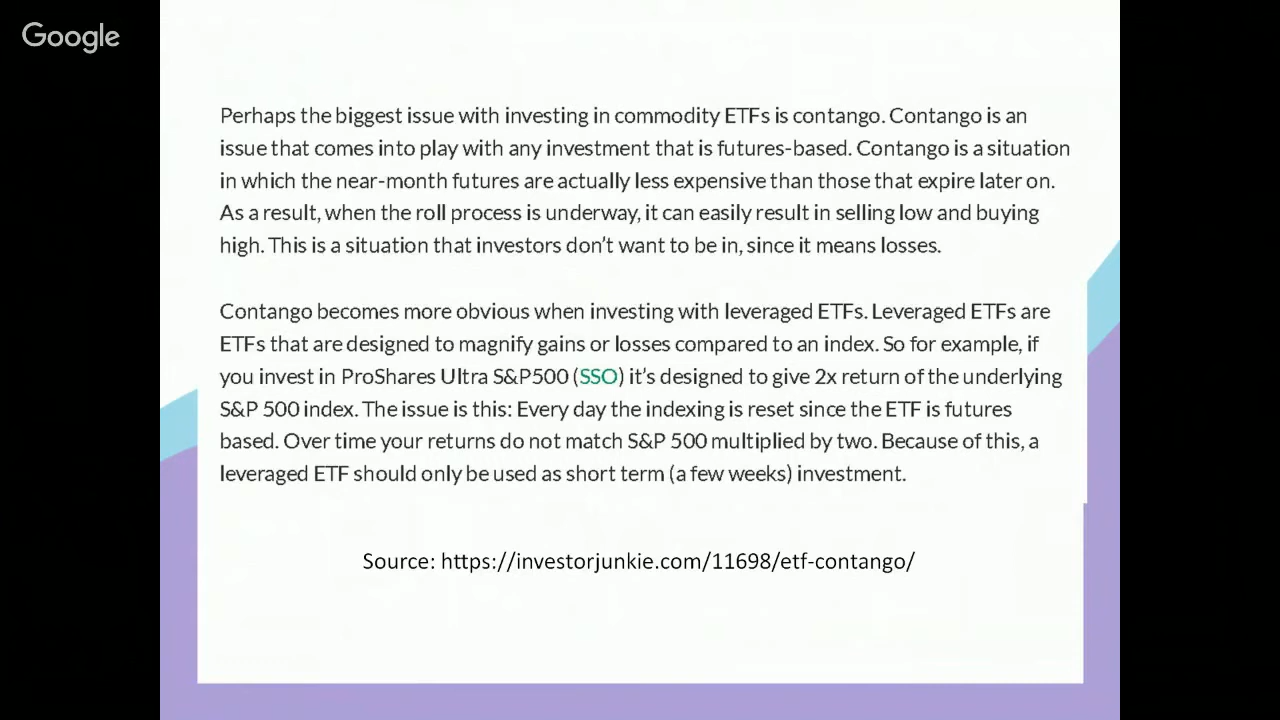 Google
Perhaps the biggest issue with investing in commodity ETFs is contango. Contango is an
issue that comes into play with any investment that is futures-based. Contango is a situation
in which the near-month futures are actually less expensive than those that expire later on.
As a result, when the roll process is underway, it can easily result in selling low and buying
high. This is a situation that investors don’t want to be in, since it means losses.
Contango becomes more obvious when investing with leveraged ETFs. Leveraged ETFs are
ETFs that are designed to magnify gains or losses compared to an index. So for example, if
you invest in ProShares Ultra S&P500 (SSO) it’s designed to give 2x return of the underlying
S&P 500 index. The issue is this: Every day the indexing is reset since the ETF is futures
based. Over time your returns do not match S&P 500 multiplied by two. Because of this, a
leveraged ETF should only be used as short term (a few weeks) investment.
Source: https://investorjunkie.com/11698/etf-contango/